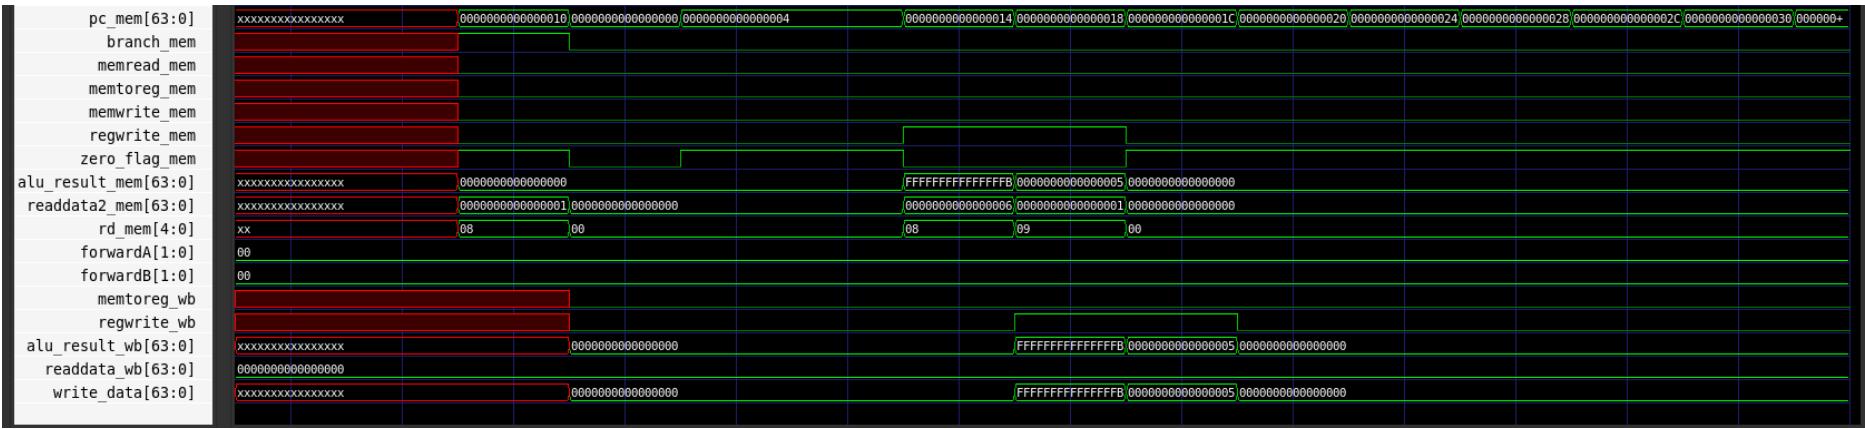 pc_mem[63:0] xxxxxxxxxxxxxxxx 0000000000000010 0000000000000000 0000000000000004 0000000000000014 0000000000000018 000000000000001C 0000000000000020 0000000000000024 0000000000000028 000000000000002C 0000000000000030 000000+
branch_mem
memread_mem
memtoreg_mem
memwrite_mem
regwrite_mem
zero_flag_mem
alu_result_mem[63:0] xxxxxxxxxxxxxxxx 0000000000000000 FFFFFFFFFFFFFFFB 0000000000000005 0000000000000000
readdata2_mem[63:0] xxxxxxxxxxxxxxxx 0000000000000001 0000000000000000 0000000000000006 0000000000000001 0000000000000000
rd_mem[4:0] xx 08 00 08 09 00
forwardA[1:0] 00
forwardB[1:0] 00
memtoreg_wb
regwrite_wb
alu_result_wb[63:0] xxxxxxxxxxxxxxxx 0000000000000000 FFFFFFFFFFFFFFFB 0000000000000005 0000000000000000
readdata_wb[63:0] 0000000000000000
write_data[63:0] xxxxxxxxxxxxxxxx 0000000000000000 FFFFFFFFFFFFFFFB 0000000000000005 0000000000000000